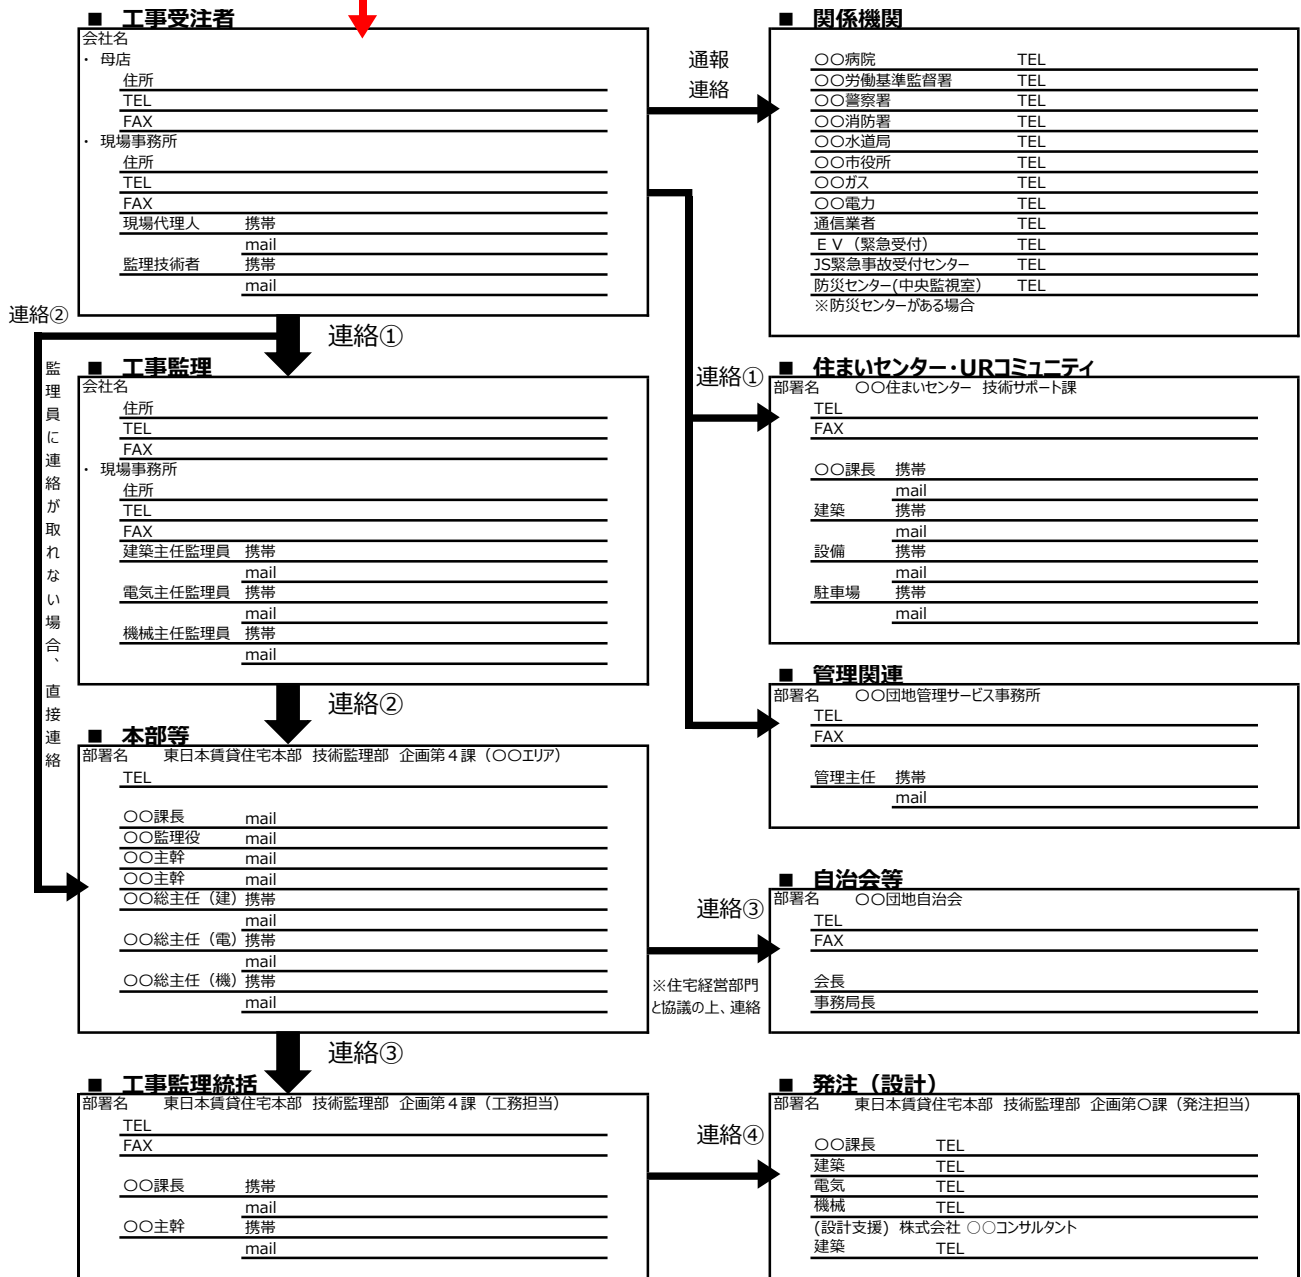 ■ 工事受注者
会社名
・ 母店
住所
TEL
FAX
・ 現場事務所
住所
TEL
FAX
現場代理人 携帯
mail
監理技術者 携帯
mail
通報
連絡
■ 関係機関
〇〇病院 TEL
〇〇労働基準監督署 TEL
〇〇警察署 TEL
〇〇消防署 TEL
〇〇水道局 TEL
〇〇市役所 TEL
〇〇ガス TEL
〇〇電力 TEL
通信業者 TEL
ＥＶ（緊急受付） TEL
JS緊急事故受付センター TEL
防災センター(中央監視室) TEL
※防災センターがある場合
連絡②
連絡①
監理員に連絡が取れない場合、直接連絡
■ 工事監理
会社名
住所
TEL
FAX
・ 現場事務所
住所
TEL
FAX
建築主任監理員 携帯
mail
電気主任監理員 携帯
mail
機械主任監理員 携帯
mail
連絡①
■ 住まいセンター・URコミュニティ
部署名 〇〇住まいセンター 技術サポート課
TEL
FAX
〇〇課長 携帯
mail
建築 携帯
mail
設備 携帯
mail
駐車場 携帯
mail
連絡②
■ 管理関連
部署名 〇〇団地管理サービス事務所
TEL
FAX
管理主任 携帯
mail
■ 本部等
部署名 東日本賃貸住宅本部 技術監理部 企画第４課（〇〇エリア）
TEL
〇〇課長 mail
〇〇監理役 mail
〇〇主幹 mail
〇〇主幹 mail
〇〇総主任（建）携帯
mail
〇〇総主任（電）携帯
mail
〇〇総主任（機）携帯
mail
連絡③
※住宅経営部門
と協議の上、連絡
■ 自治会等
部署名 〇〇団地自治会
TEL
FAX
会長
事務局長
連絡③
■ 工事監理統括
部署名 東日本賃貸住宅本部 技術監理部 企画第４課（工務担当）
TEL
FAX
〇〇課長 携帯
mail
〇〇主幹 携帯
mail
連絡④
■ 発注（設計）
部署名 東日本賃貸住宅本部 技術監理部 企画第〇課（発注担当）
〇〇課長 TEL
建築 TEL
電気 TEL
機械 TEL
(設計支援) 株式会社 〇〇コンサルタント
建築 TEL